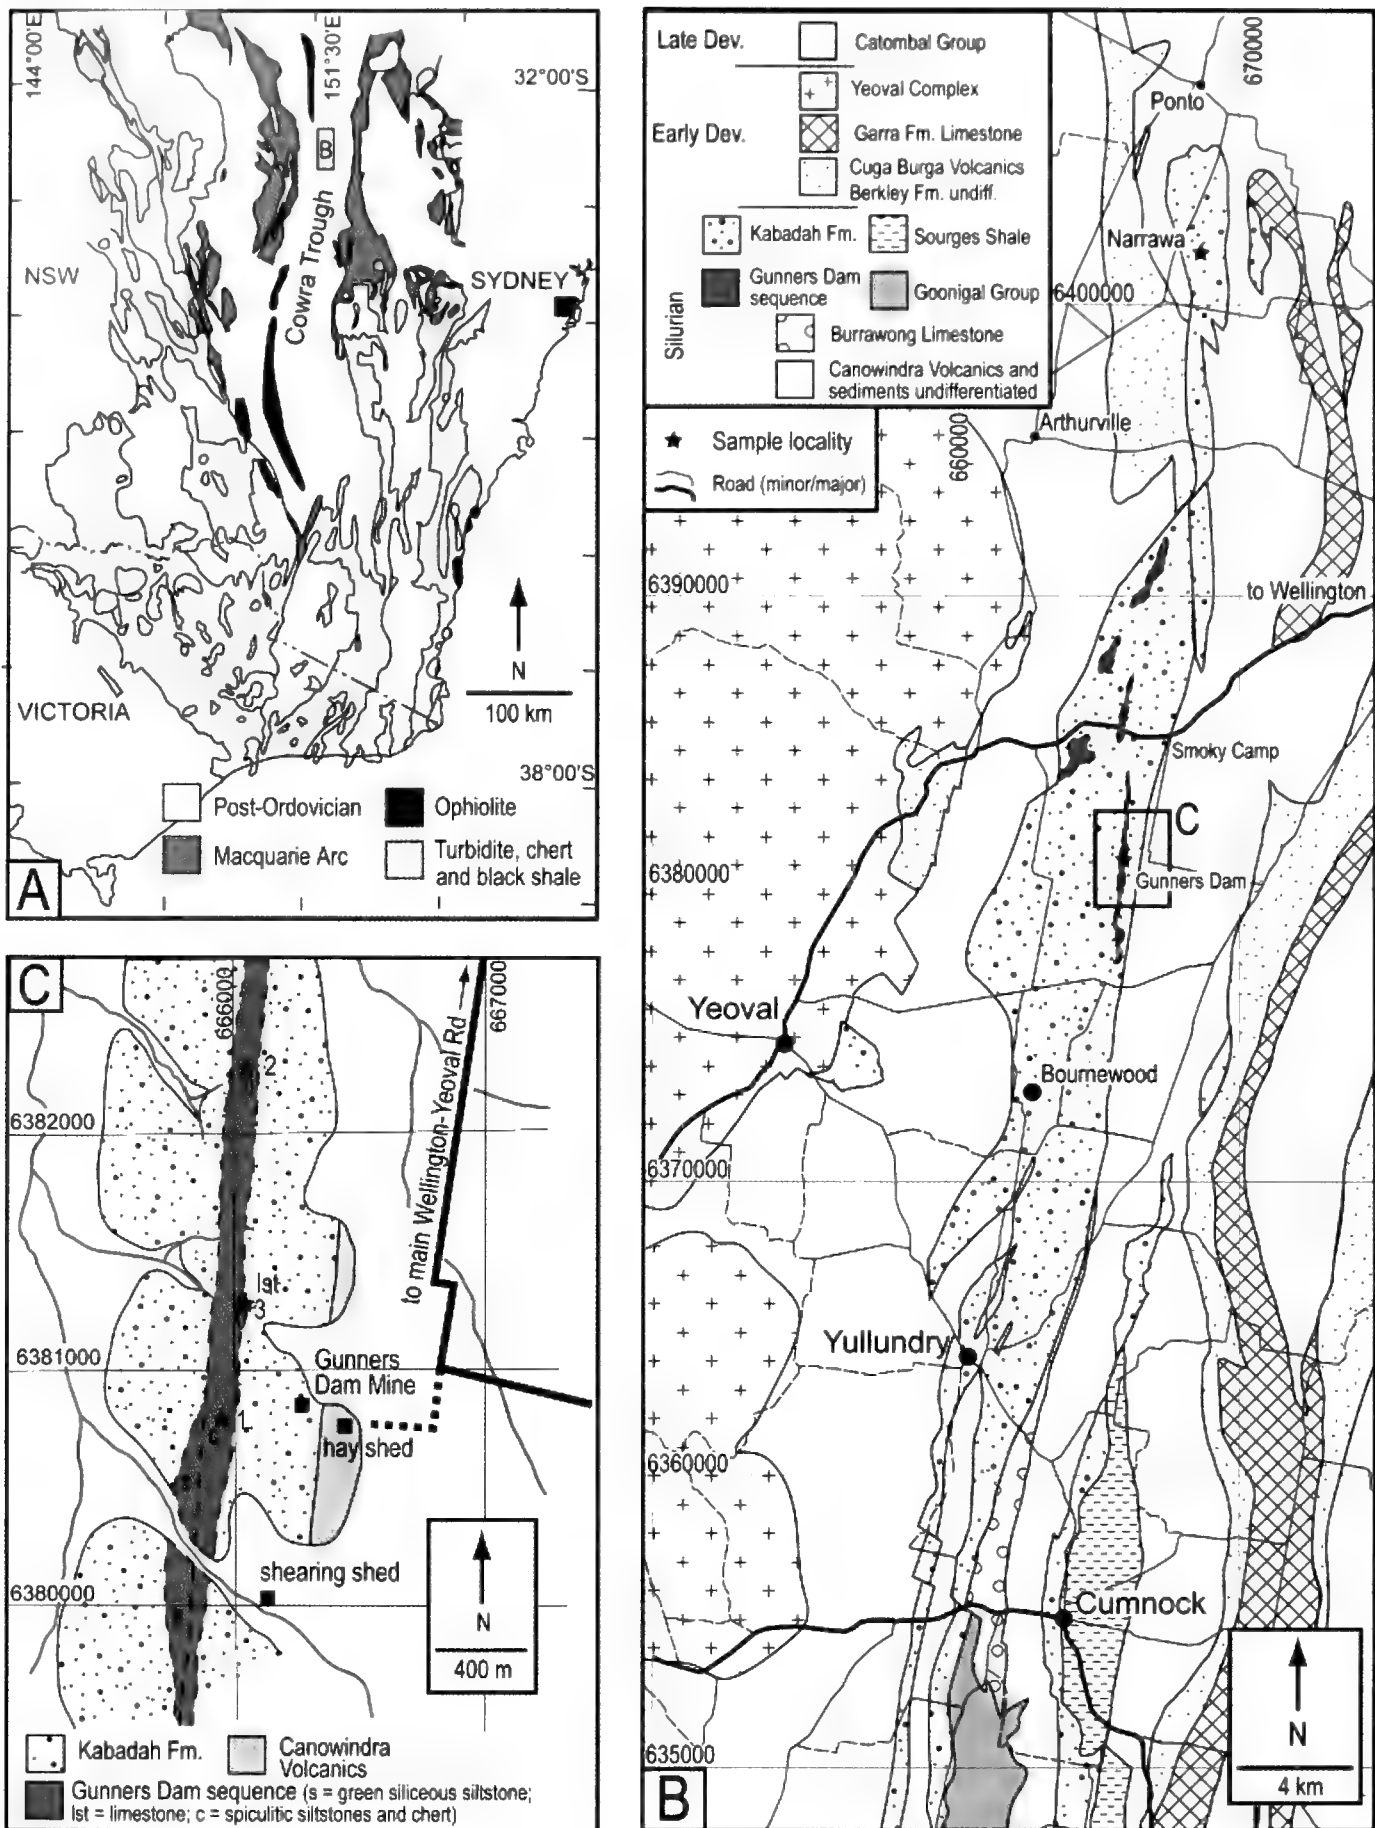 144°00'E
151°30'E
32°00'S
B
Cowra Trough
NSW
SYDNEY
N
100 km
VICTORIA
38°00'S
Post-Ordovician
Ophiolite
Macquarie Arc
Turbidite, chert
and black shale
A
Late Dev.
Catombal Group
Yeoval Complex
Early Dev.
Garra Fm. Limestone
Cuga Burga Volcanics
Berkley Fm. undiff.
Kabadah Fm.
Sourges Shale
Gunners Dam
sequence
Goonigal Group
Silurian
Burrawong Limestone
Canowindra Volcanics and
sediments undifferentiated
Sample locality
Road (minor/major)
670000
Ponto
Narrawa
6400000
660000
Arthurville
6390000
to Wellington
Smoky Camp
C
6380000
Gunners Dam
Yeoval
Bournewood
6370000
Yullundry
6360000
Cumnock
635000
N
4 km
B
C
666000
667000
2
to main Wellington-Yeoval Rd
6382000
lst
3
6381000
Gunners
Dam Mine
1
hay shed
shearing shed
6380000
N
400 m
Kabadah Fm.
Canowindra
Volcanics
Gunners Dam sequence (s = green siliceous siltstone;
lst = limestone; c = spiculitic siltstones and chert)